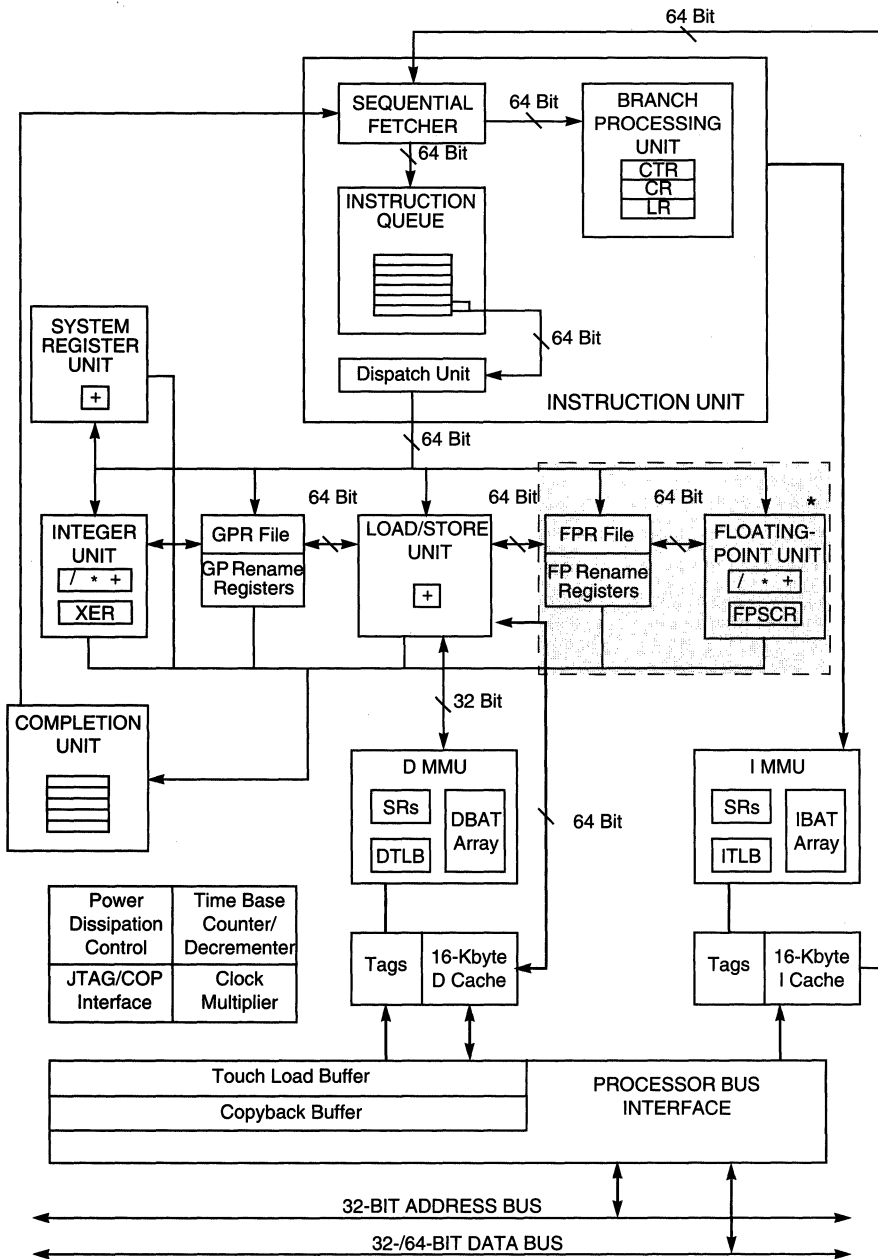 64 Bit
SEQUENTIAL
FETCHER
64 Bit
BRANCH
PROCESSING
UNIT
CTR
CR
LR
64 Bit
INSTRUCTION
QUEUE
64 Bit
Dispatch Unit
INSTRUCTION UNIT
SYSTEM
REGISTER
UNIT
+
64 Bit
INTEGER
UNIT
/ * +
XER
GPR File
GP Rename
Registers
64 Bit
LOAD/STORE
UNIT
+
64 Bit
FPR File
FP Rename
Registers
64 Bit
*
FLOATING-
POINT UNIT
/ * +
FPSCR
32 Bit
COMPLETION
UNIT
D MMU
SRs
DTLB
DBAT
Array
64 Bit
I MMU
SRs
ITLB
IBAT
Array
Power
Dissipation
Control
Time Base
Counter/
Decrementer
JTAG/COP
Interface
Clock
Multiplier
Tags
16-Kbyte
D Cache
Tags
16-Kbyte
I Cache
Touch Load Buffer
Copyback Buffer
PROCESSOR BUS
INTERFACE
32-BIT ADDRESS BUS
32-/64-BIT DATA BUS